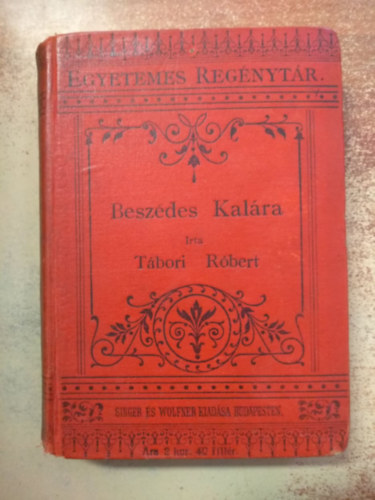 EGYETEMES REGÉNYTÁR.
Beszédes Kalára
Irta
Tábori Róbert
SINGER ÉS WOLFNER KIADÁSA BUDAPESTEN.
Ára 2 kor. 40 fillér